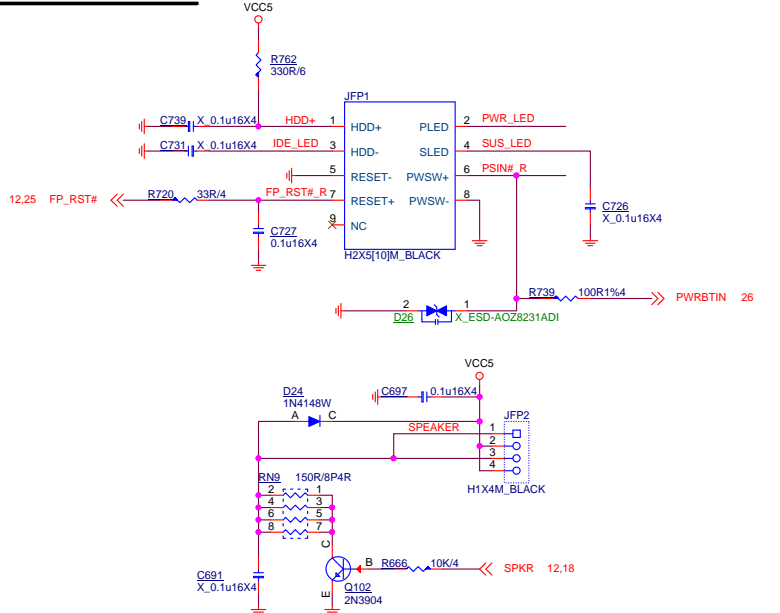 VCC5
R762
330R/6
JFP1
C739 X_0.1u16X4 HDD+ 1 HDD+ PLED 2 PWR_LED
C731 X_0.1u16X4 IDE_LED 3 HDD- SLED 4 SUS_LED
5 RESET- PWSW+ 6 PSIN#_R
12,25 FP_RST# R720 33R/4 FP_RST#_R 7 RESET+ PWSW- 8
C726
X_0.1u16X4
9 NC
C727
0.1u16X4
H2X5[10]M_BLACK
R739 100R1%4 PWRBTIN 26
2 1
D26 X_ESD-AOZ8231ADI
VCC5
D24
1N4148W
C697 0.1u16X4
A C
JFP2
SPEAKER 1
2
3
4
H1X4M_BLACK
RN9 150R/8P4R
2 1
4 3
6 5
8 7
C
C691
X_0.1u16X4
B R666 10K/4 SPKR 12,18
E
Q102
2N3904